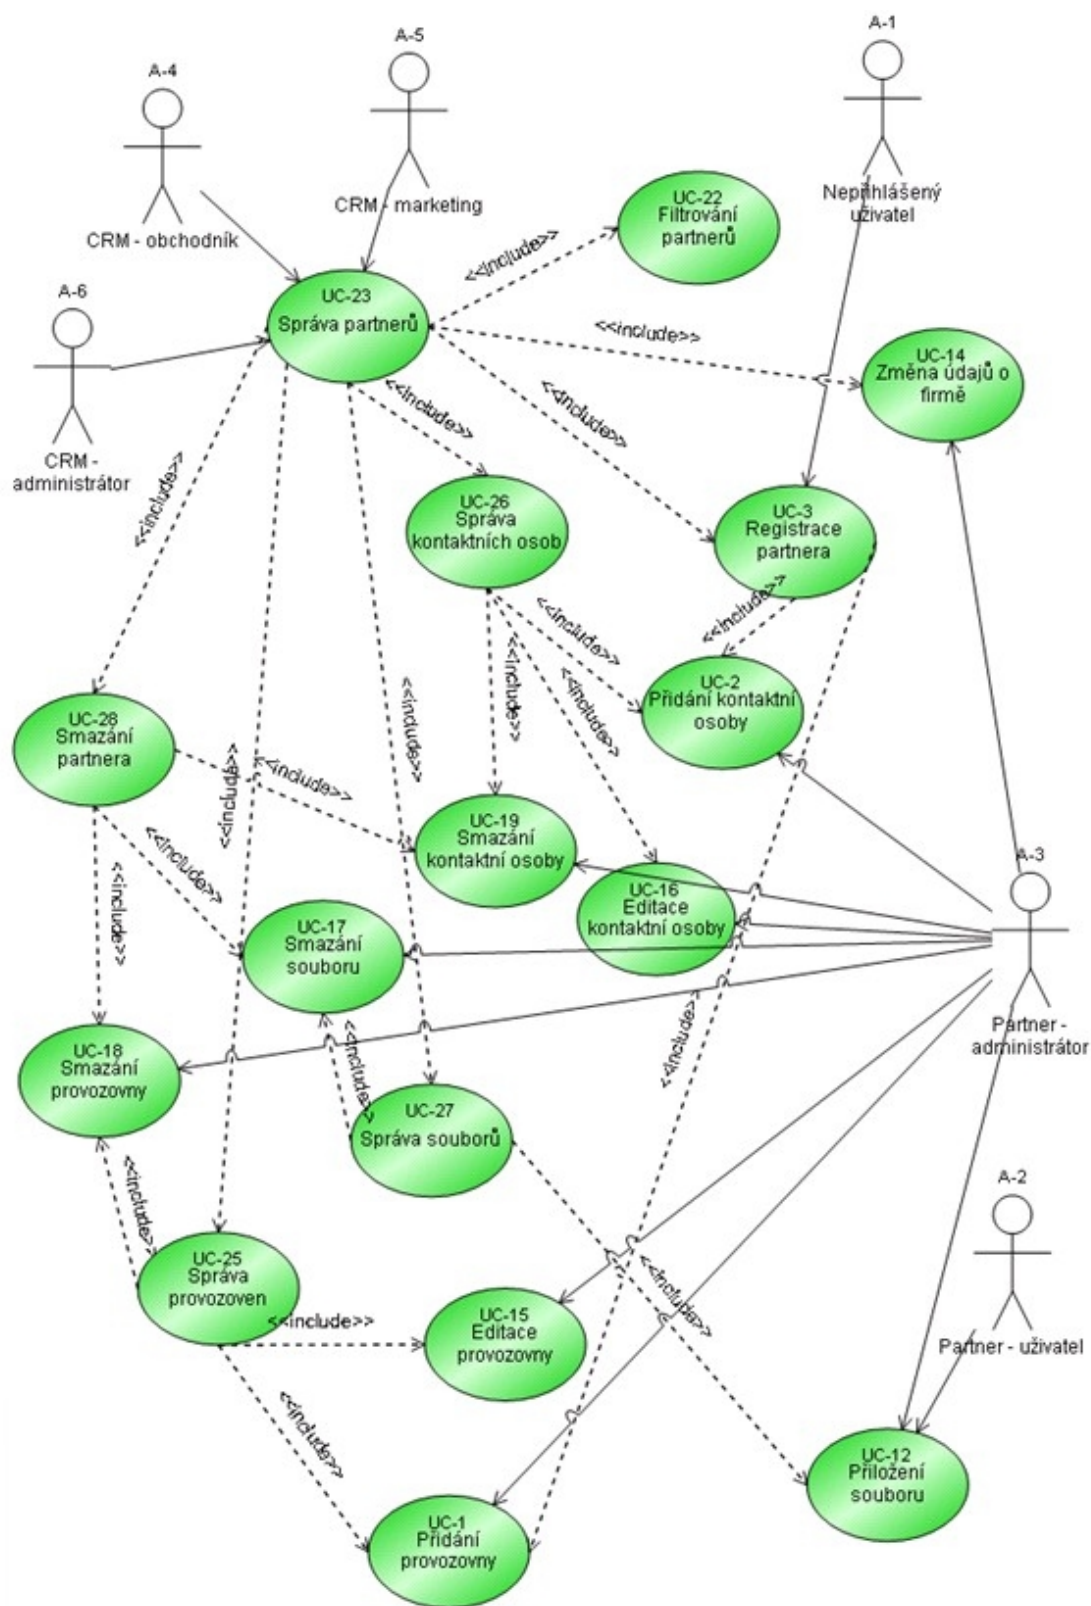 A-5
A-1
A-4
CRM - marketing
Nepřihlášený
uživatel
UC-22
Filtrování
partnerů
CRM - obchodník
<<include>>
UC-23
Správa partnerů
A-6
<<include>>
UC-14
Změna údajů o
firmě
<<include>>
<<include>>
CRM -
administrátor
<<include>>
UC-26
Správa
kontaktních osob
UC-3
Registrace
partnera
<<include>>
<<include>>
<<include>>
UC-2
Přidání kontaktní
osoby
<<include>>
<<include>>
<<include>>
UC-28
Smazání
partnera
<<include>>
<<include>>
UC-19
Smazání
kontaktní osoby
<<include>>
<<include>>
A-3
UC-16
Editace
kontaktní osoby
UC-17
Smazání
souboru
Partner -
administrátor
<<include>>
<<include>>
UC-18
Smazání
provozovny
UC-27
Správa souborů
<<include>>
A-2
UC-25
Správa
provozoven
<<include>>
<<include>>
UC-15
Editace
provozovny
Partner - uživatel
<<include>>
UC-12
Přiložení
souboru
UC-1
Přidání
provozovny